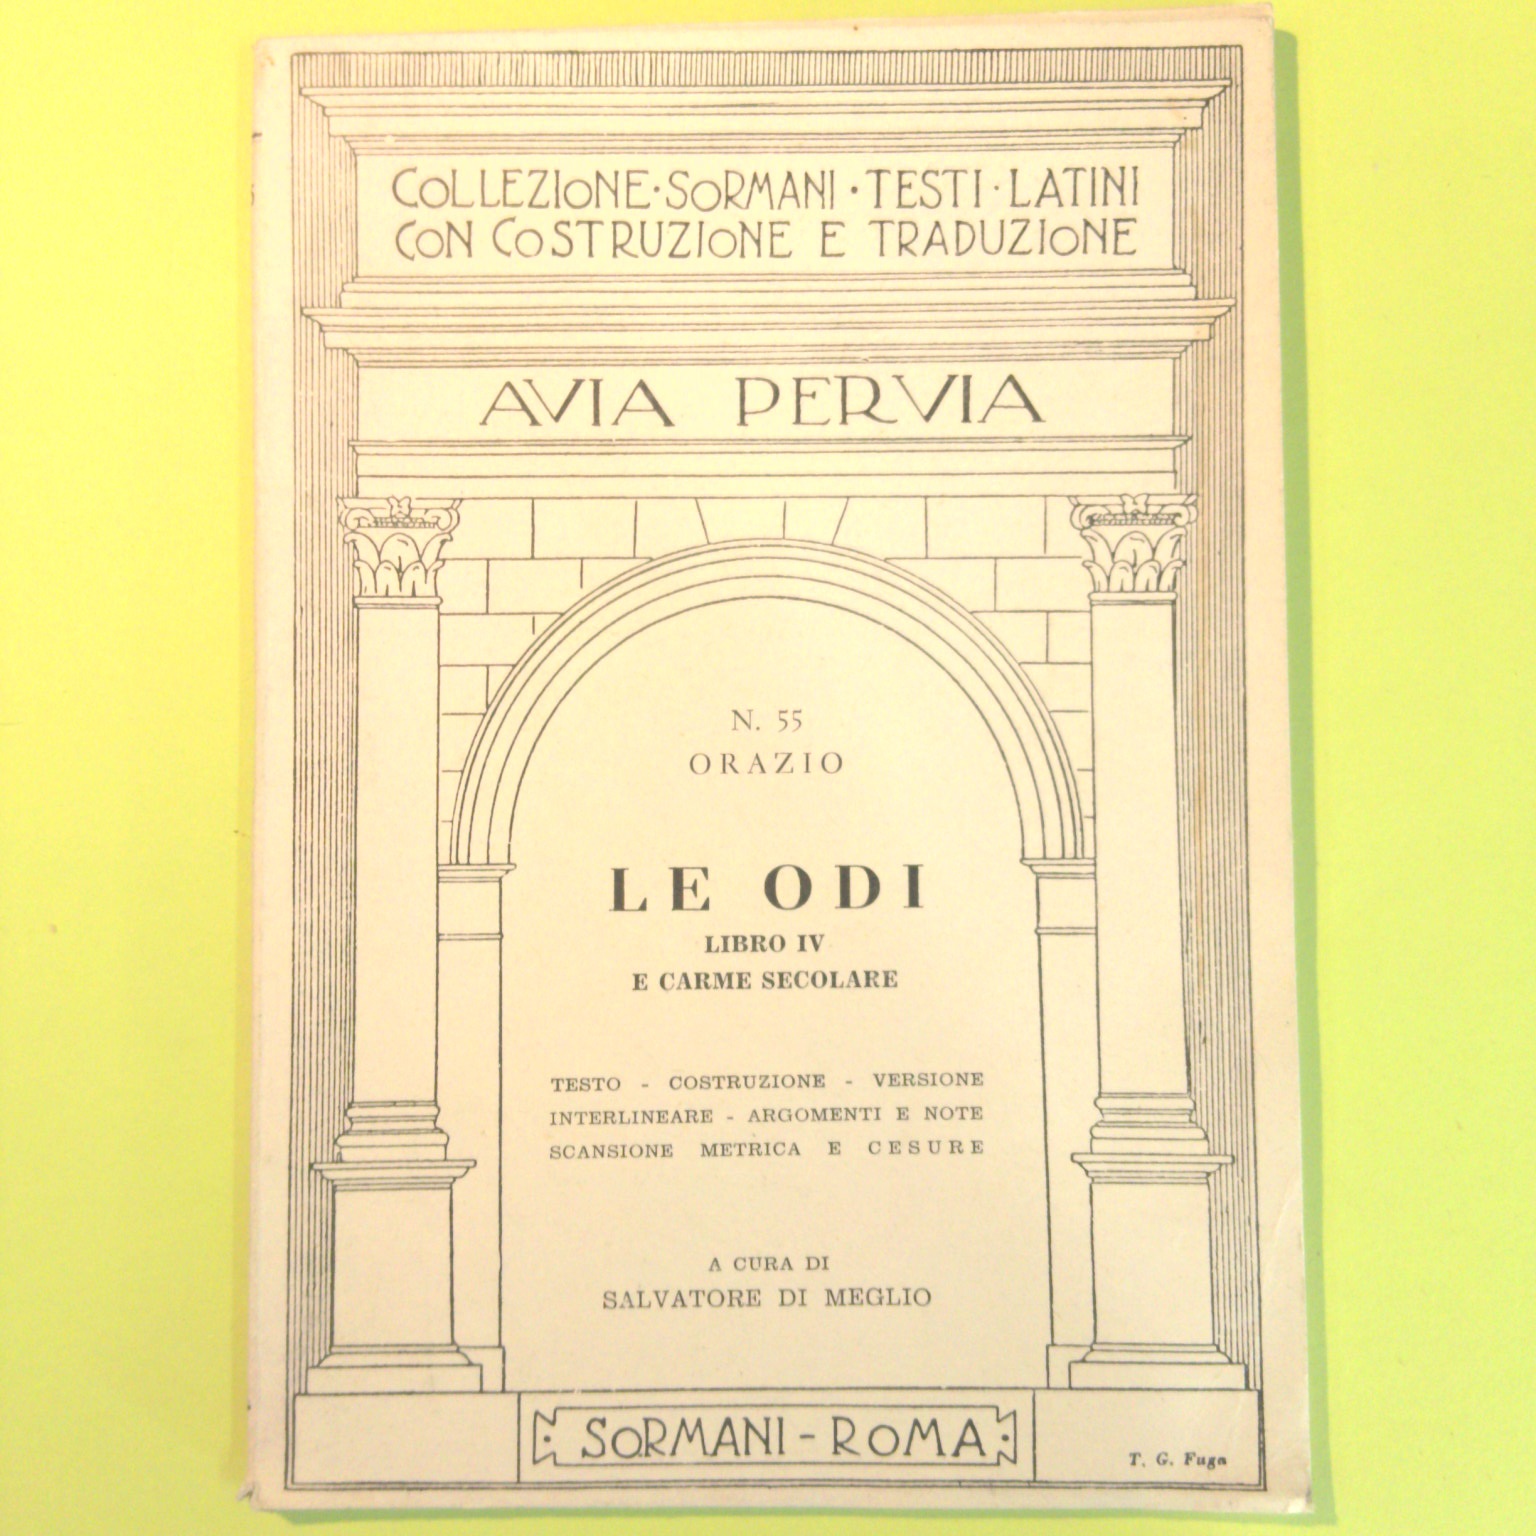 COLLEZIONE·SORMANI·TESTI·LATINI
CON COSTRUZIONE E TRADUZIONE
AVIA PERVIA
N. 55
ORAZIO
LE ODI
LIBRO IV
E CARME SECOLARE
TESTO - COSTRUZIONE - VERSIONE
INTERLINEARE - ARGOMENTI E NOTE
SCANSIONE METRICA E CESURE
A CURA DI
SALVATORE DI MEGLIO
SORMANI - ROMA
T. G. Fuga